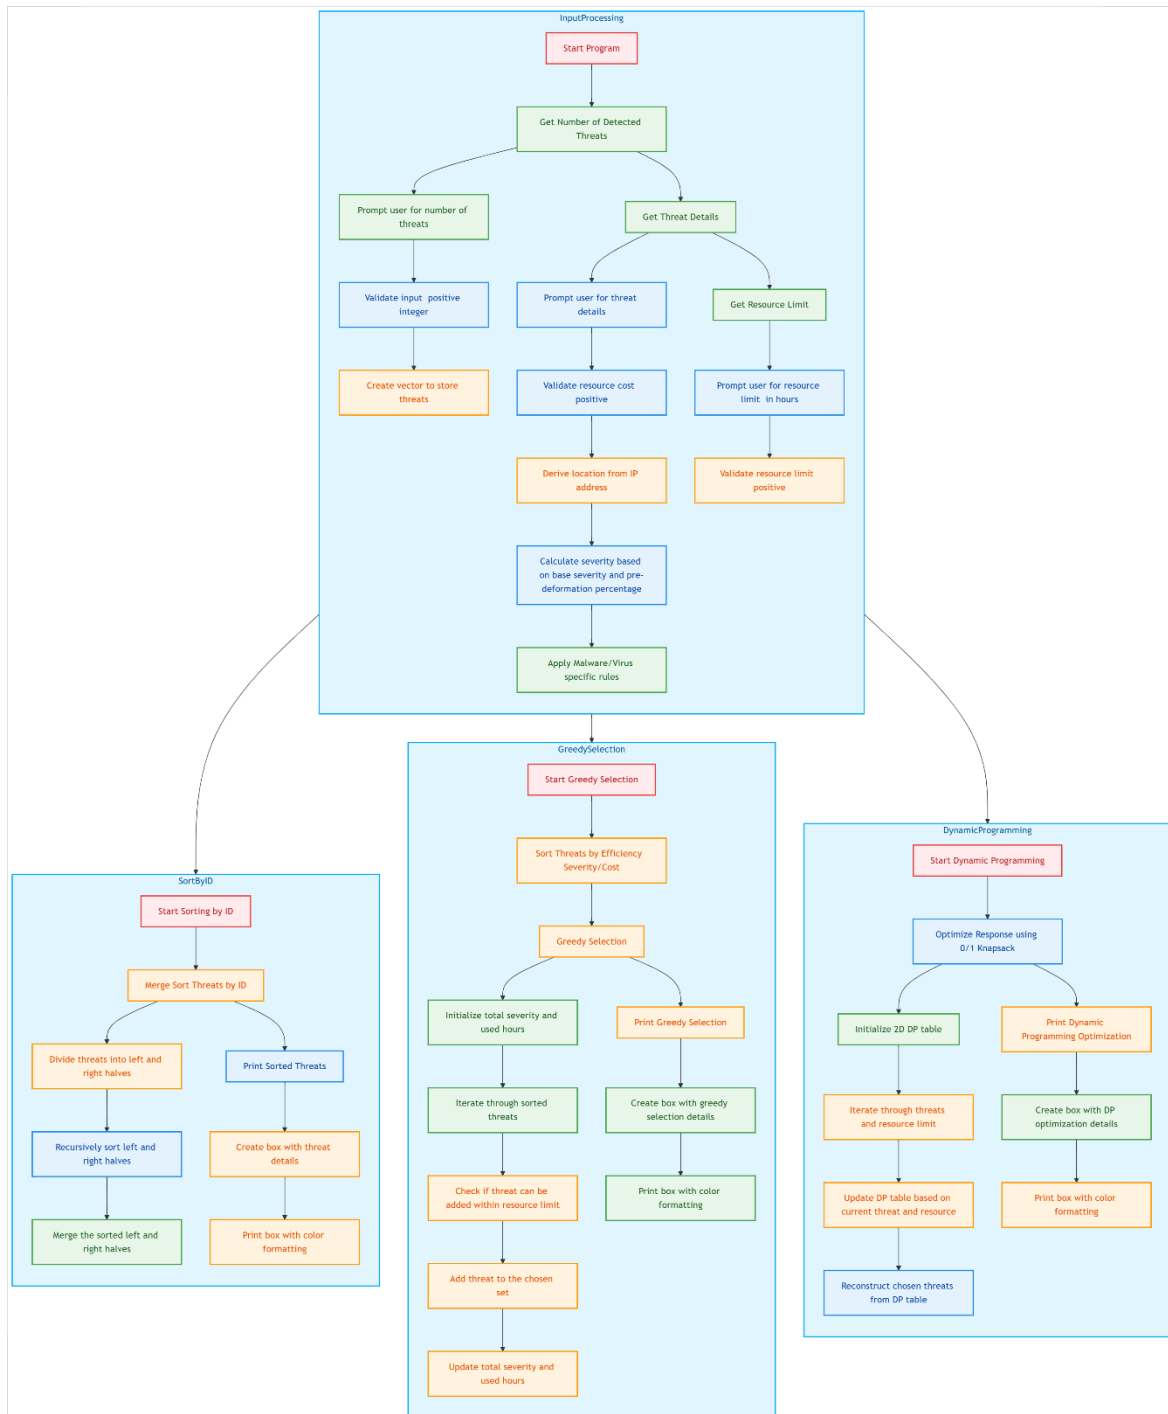 InputProcessing
Start Program
Get Number of Detected
Threats
Prompt user for number of
threats
Get Threat Details
Validate input  positive
integer
Prompt user for threat
details
Get Resource Limit
Create vector to store
threats
Validate resource cost
positive
Prompt user for resource
limit  in hours
Derive location from IP
address
Validate resource limit
positive
Calculate severity based
on base severity and pre-
deformation percentage
Apply Malware/Virus
specific rules
SortByID
Start Sorting by ID
Merge Sort Threats by ID
Divide threats into left and
right halves
Print Sorted Threats
Recursively sort left and
right halves
Create box with threat
details
Merge the sorted left and
right halves
Print box with color
formatting
GreedySelection
Start Greedy Selection
Sort Threats by Efficiency
Severity/Cost
Greedy Selection
Initialize total severity and
used hours
Print Greedy Selection
Iterate through sorted
threats
Create box with greedy
selection details
Check if threat can be
added within resource limit
Print box with color
formatting
Add threat to the chosen
set
Update total severity and
used hours
DynamicProgramming
Start Dynamic Programming
Optimize Response using
0/1 Knapsack
Initialize 2D DP table
Print Dynamic
Programming Optimization
Iterate through threats
and resource limit
Create box with DP
optimization details
Update DP table based on
current threat and resource
Print box with color
formatting
Reconstruct chosen threats
from DP table